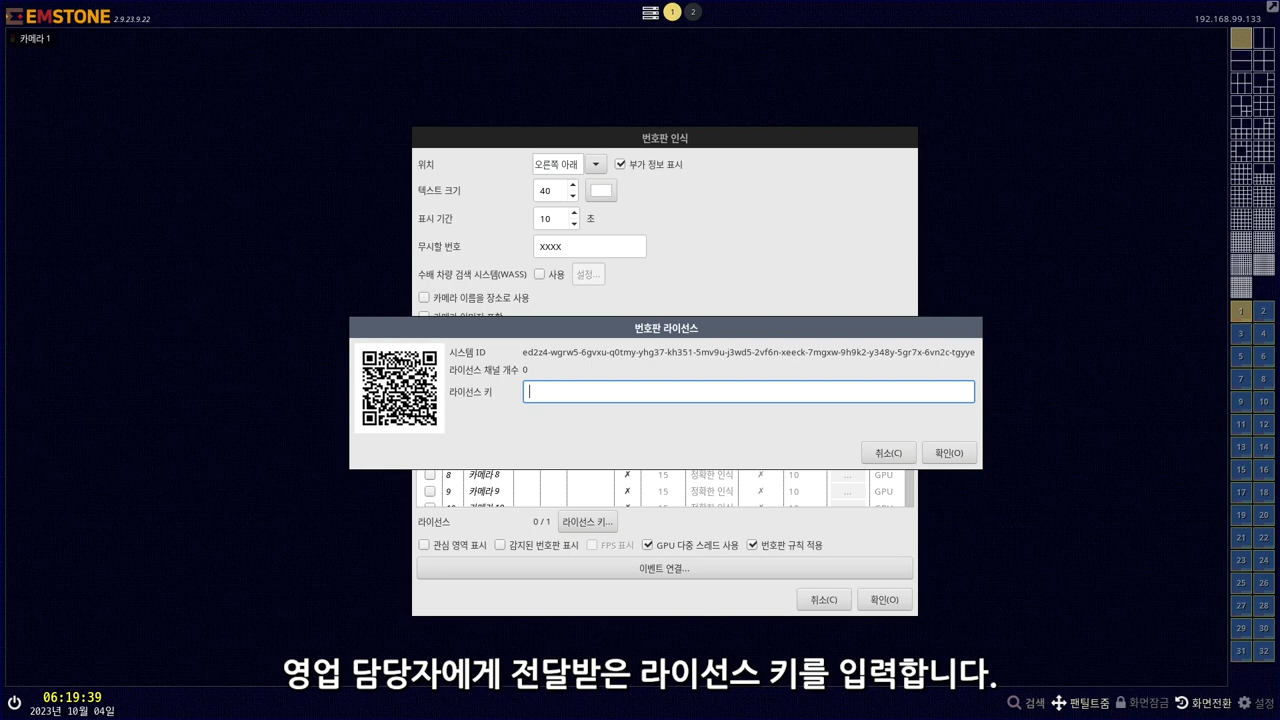 EMSTONE 2.9.23.9.22
1 2
192.168.99.133
카메라 1
번호판 인식
위치 오른쪽 아래 부가 정보 표시
텍스트 크기 40
표시 기간 10 초
무시할 번호 XXXX
수배 차량 검색 시스템(WASS) 사용 설정...
카메라 이름을 장소로 사용
번호판 라이선스
시스템 ID ed2z4-wgrw5-6gvxu-q0tmy-yhg37-kh351-5mv9u-j3wd5-2vf6n-xeeck-7mgxw-9h9k2-y348y-5gr7x-6vn2c-tgyye
라이선스 채널 개수 0
라이선스 키
취소(C) 확인(O)
8 카메라 8 ✗ 15 정확한 인식 ✗ 10 ... GPU
9 카메라 9 ✗ 15 정확한 인식 ✗ 10 ... GPU
라이선스 0 / 1 라이선스 키...
관심 영역 표시 감지된 번호판 표시 FPS 표시 GPU 다중 스레드 사용 번호판 규칙 적용
이벤트 연결...
취소(C) 확인(O)
1 2
3 4
5 6
7 8
9 10
11 12
13 14
15 16
17 18
19 20
21 22
23 24
25 26
27 28
29 30
31 32
영업 담당자에게 전달받은 라이선스 키를 입력합니다.
06:19:39
2023년 10월 04일
검색 팬틸트줌 화면잠금 화면전환 설정